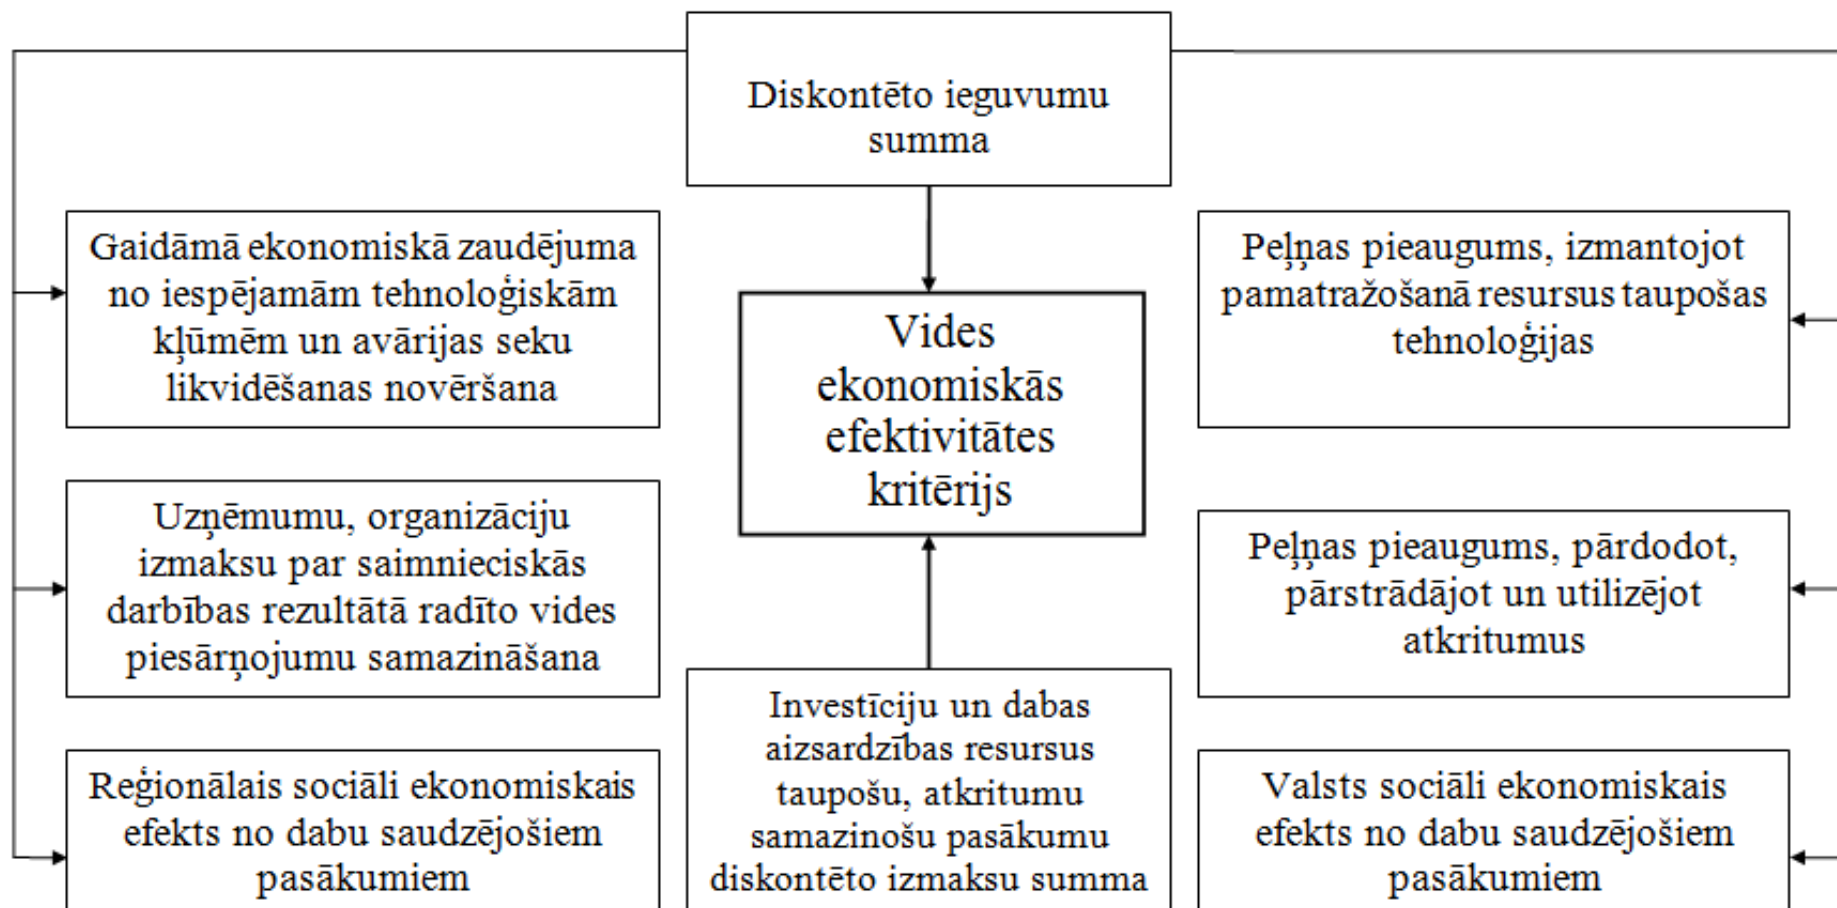 Diskontēto ieguvumu
summa
Gaidāmā ekonomiskā zaudējuma
no iespējamām tehnoloģiskām
kļūmēm un avārijas seku
likvidēšanas novēršana
Uzņēmumu, organizāciju
izmaksu par saimnieciskās
darbības rezultātā radīto vides
piesārņojumu samazināšana
Reģionālais sociāli ekonomiskais
efekts no dabu saudzējošiem
pasākumiem
Vides
ekonomiskās
efektivitātes
kritērijs
Investīciju un dabas
aizsardzības resursus
taupošu, atkritumu
samazinošu pasākumu
diskontēto izmaksu summa
Peļņas pieaugums, izmantojot
pamatražošanā resursus taupošas
tehnoloģijas
Peļņas pieaugums, pārdodot,
pārstrādājot un utilizējot
atkritumus
Valsts sociāli ekonomiskais
efekts no dabu saudzējošiem
pasākumiem